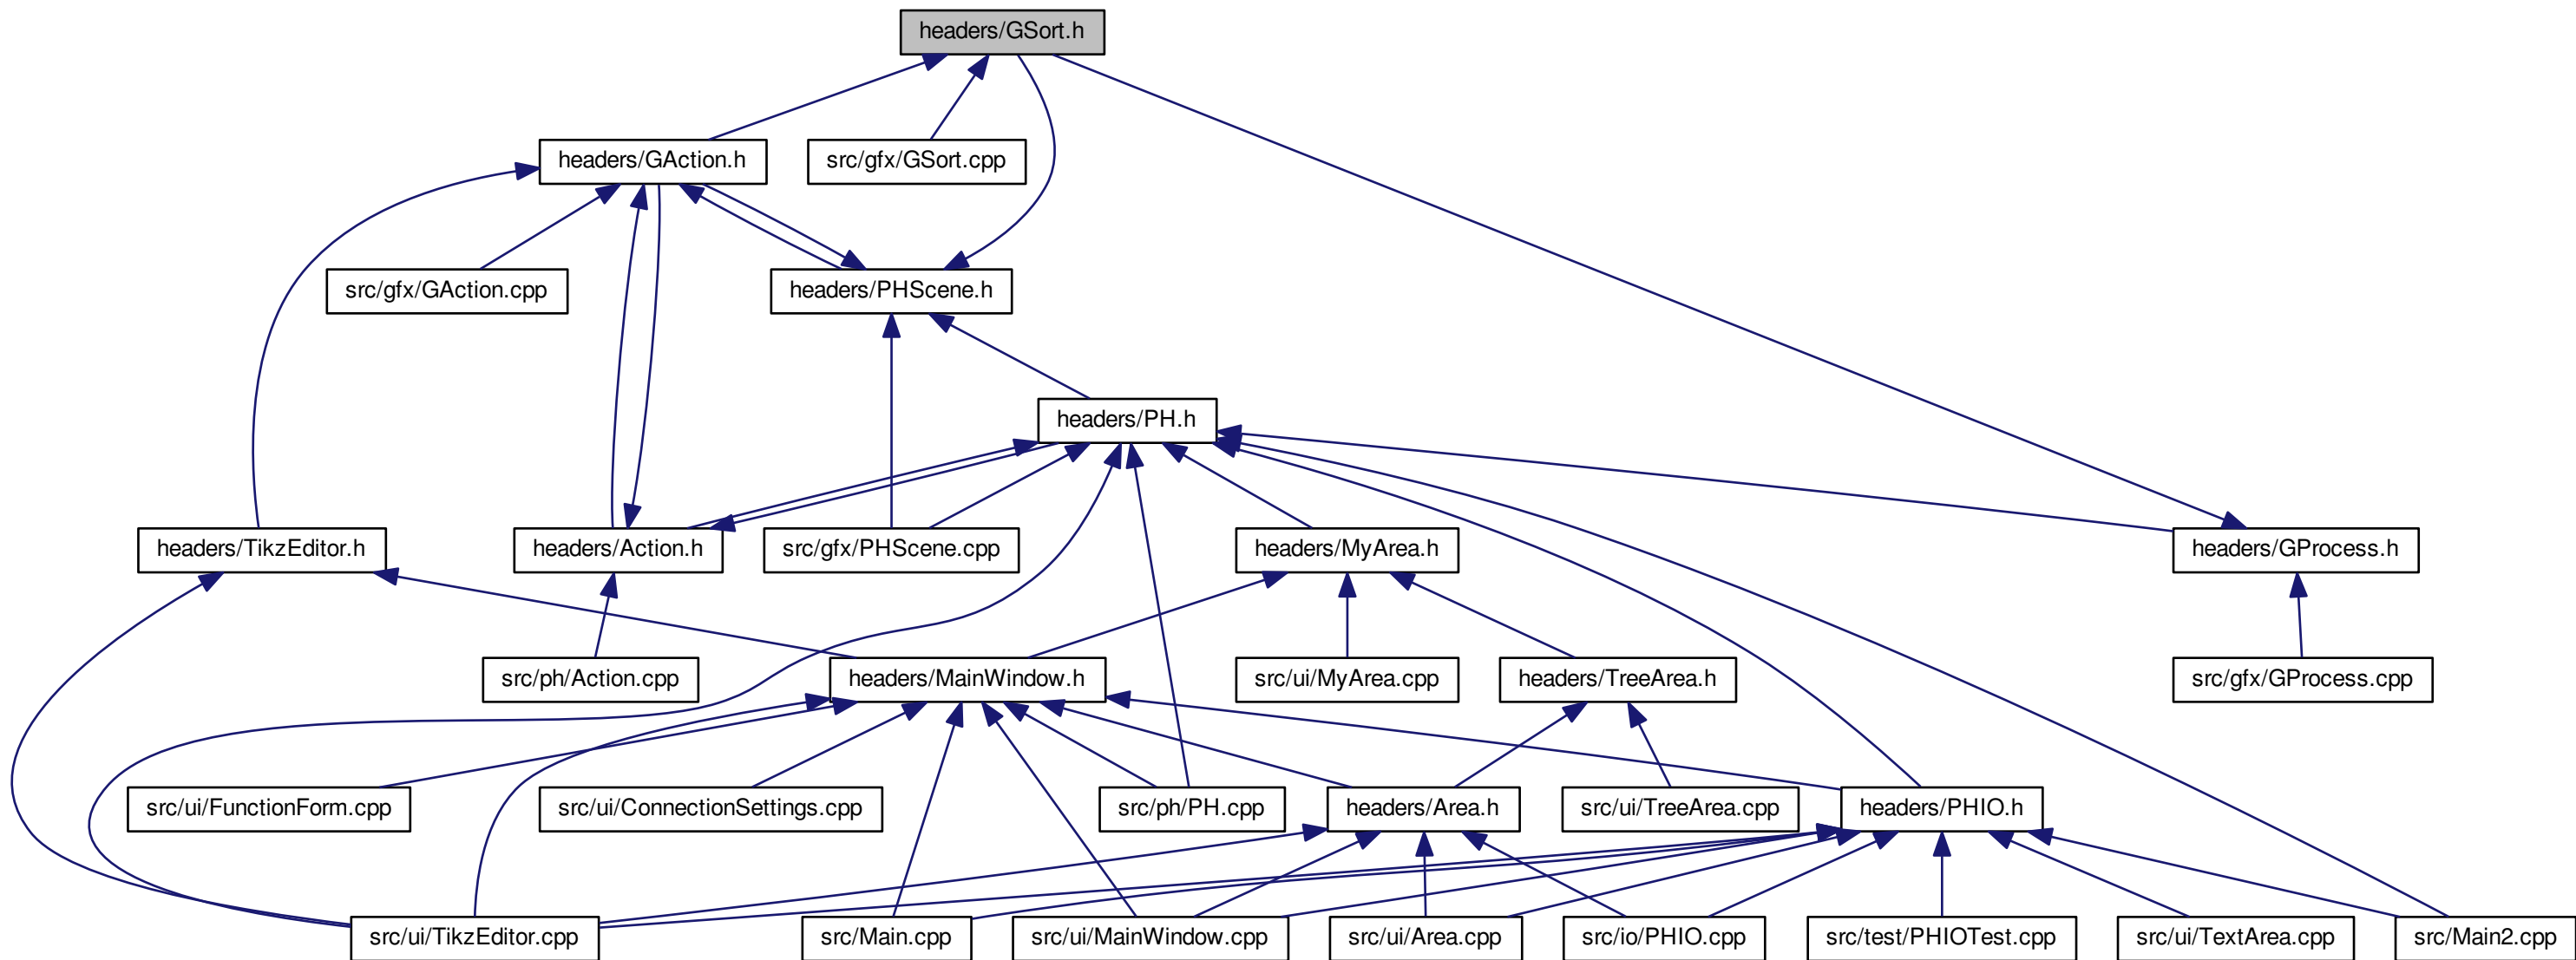 headers/GSort.h
headers/GAction.h
src/gfx/GSort.cpp
src/gfx/GAction.cpp
headers/PHScene.h
headers/PH.h
headers/TikzEditor.h
headers/Action.h
src/gfx/PHScene.cpp
headers/MyArea.h
headers/GProcess.h
src/ph/Action.cpp
headers/MainWindow.h
src/ui/MyArea.cpp
headers/TreeArea.h
src/gfx/GProcess.cpp
src/ui/FunctionForm.cpp
src/ui/ConnectionSettings.cpp
src/ph/PH.cpp
headers/Area.h
src/ui/TreeArea.cpp
headers/PHIO.h
src/ui/TikzEditor.cpp
src/Main.cpp
src/ui/MainWindow.cpp
src/ui/Area.cpp
src/io/PHIO.cpp
src/test/PHIOTest.cpp
src/ui/TextArea.cpp
src/Main2.cpp